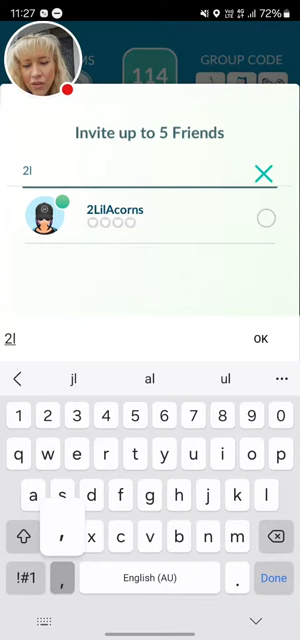 11:27
72%
GROUP CODE
114
Invite up to 5 Friends
2l
2LilAcorns
2l
OK
jl al ul
1 2 3 4 5 6 7 8 9 0
q w e r t y u i o p
a s d f g h j k l
, x c v b n m
!#1 , English (AU) . Done